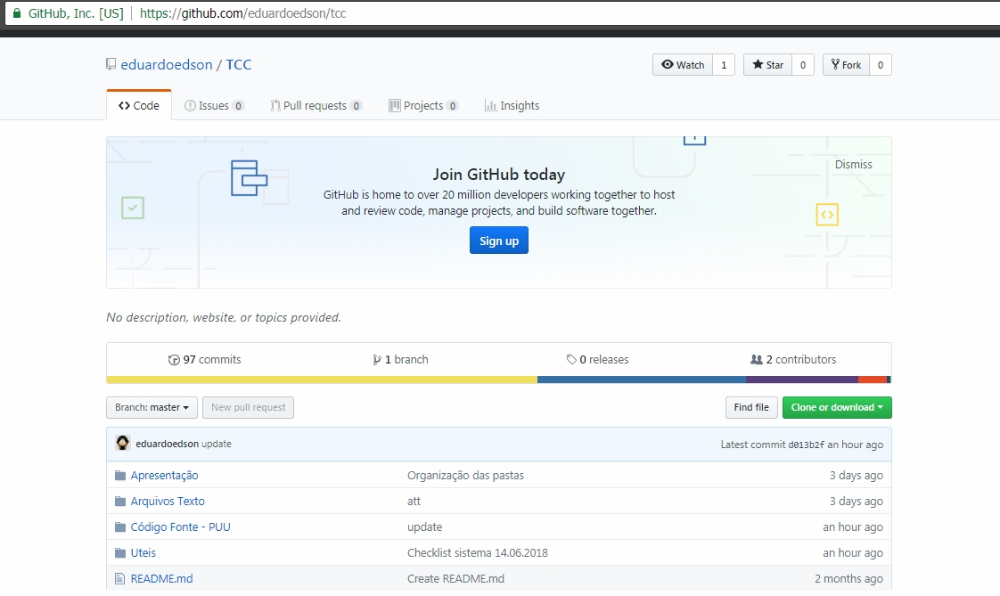 GitHub, Inc. [US] https://github.com/eduardoedson/tcc
eduardoedson / TCC Watch 1 Star 0 Fork 0
Code Issues 0 Pull requests 0 Projects 0 Insights
Join GitHub today Dismiss
GitHub is home to over 20 million developers working together to host
and review code, manage projects, and build software together.
Sign up
No description, website, or topics provided.
97 commits 1 branch 0 releases 2 contributors
Branch: master New pull request Find file Clone or download
eduardoedson update Latest commit d013b2f an hour ago
Apresentação Organização das pastas 3 days ago
Arquivos Texto att 3 days ago
Código Fonte - PUU update an hour ago
Uteis Checklist sistema 14.06.2018 an hour ago
README.md Create README.md 2 months ago